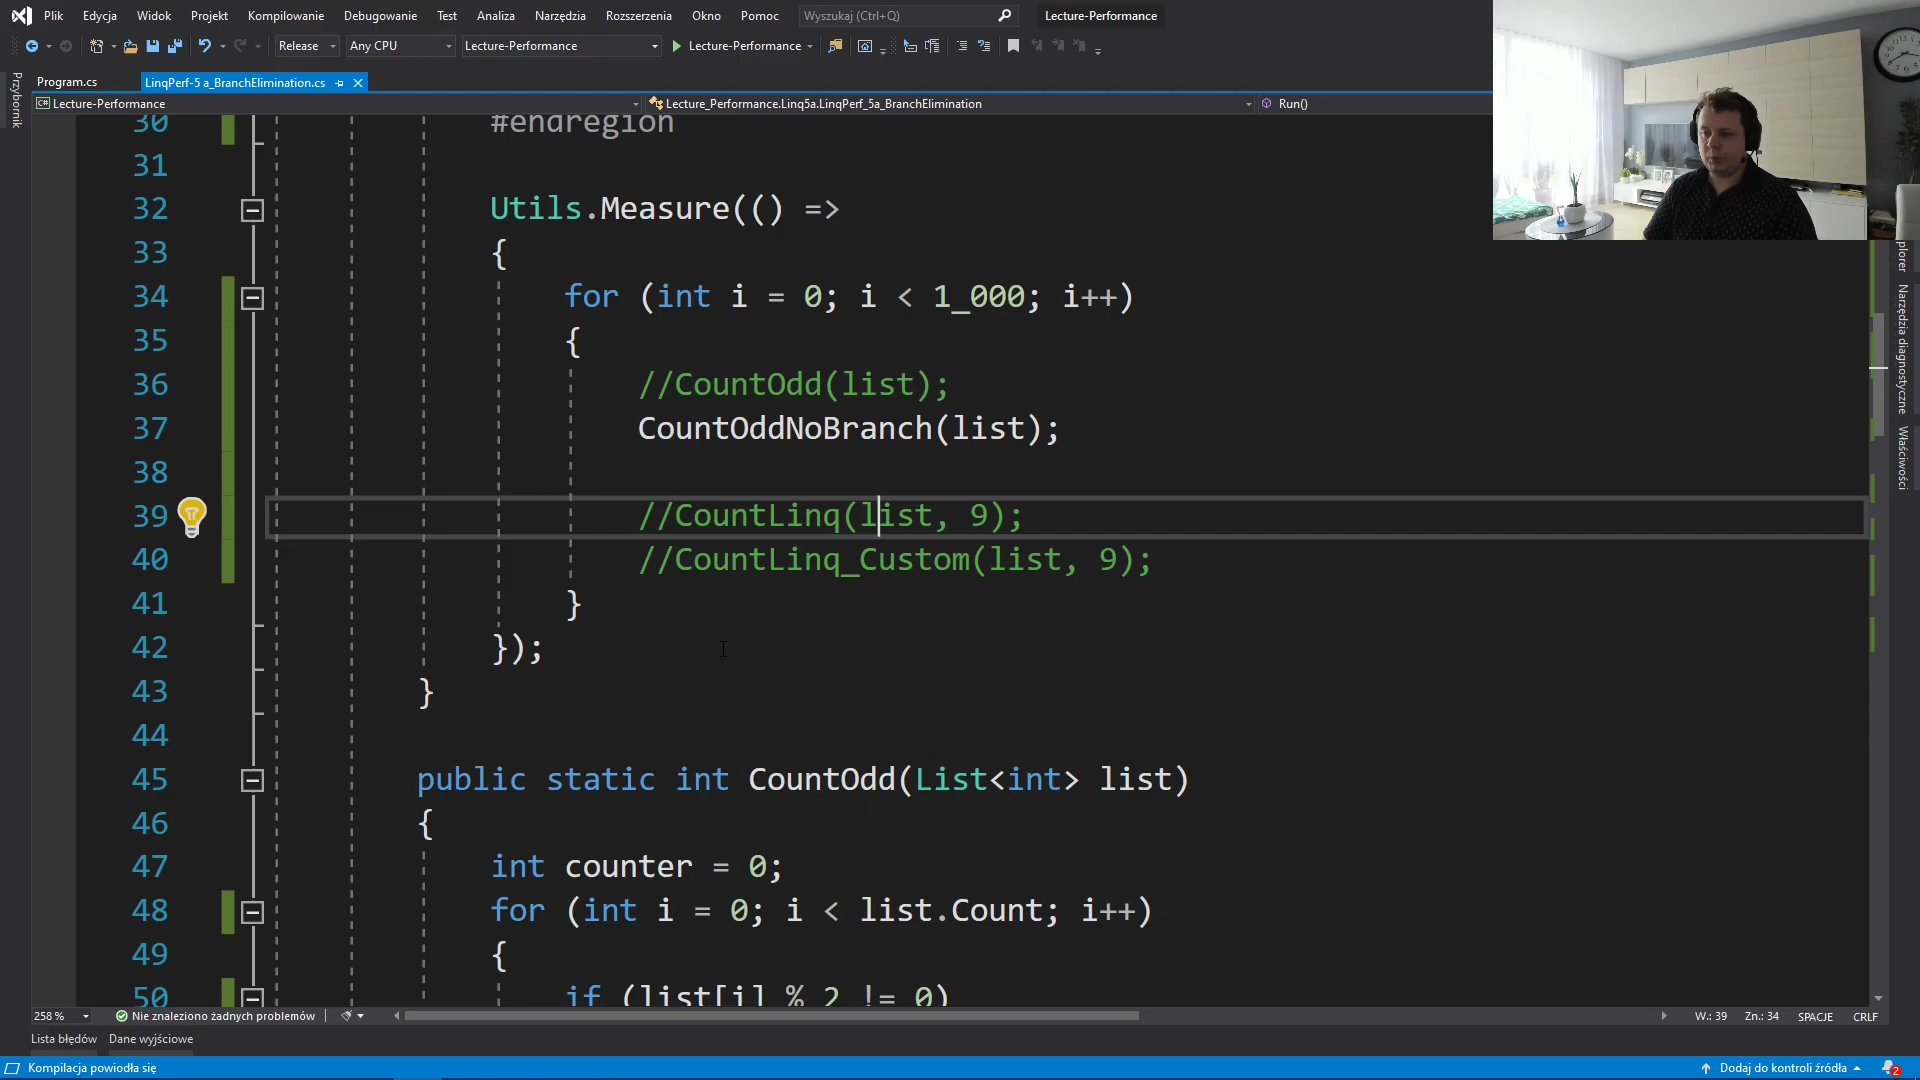 Plik Edycja Widok Projekt Kompilowanie Debugowanie Test Analiza Narzędzia Rozszerzenia Okno Pomoc Wyszukaj (Ctrl+Q) Lecture-Performance
Release Any CPU Lecture-Performance Lecture-Performance
Program.cs LinqPerf-5 a_BranchElimination.cs
Lecture-Performance Lecture_Performance.Linq5a.LinqPerf_5a_BranchElimination Run()
Przybornik
30 #endregion
31
32 Utils.Measure(() =>
33 {
34 for (int i = 0; i < 1_000; i++)
35 {
36 //CountOdd(list);
37 CountOddNoBranch(list);
38
39 //CountLinq(list, 9);
40 //CountLinq_Custom(list, 9);
41 }
42 });
43 }
44
45 public static int CountOdd(List<int> list)
46 {
47 int counter = 0;
48 for (int i = 0; i < list.Count; i++)
49 {
50 if (list[i] % 2 != 0)
plorer
Narzędzia diagnostyczne
Właściwości
258 % Nie znaleziono żadnych problemów W.: 39 Zn.: 34 SPACJE CRLF
Lista błędów Dane wyjściowe
Kompilacja powiodła się Dodaj do kontroli źródła 2